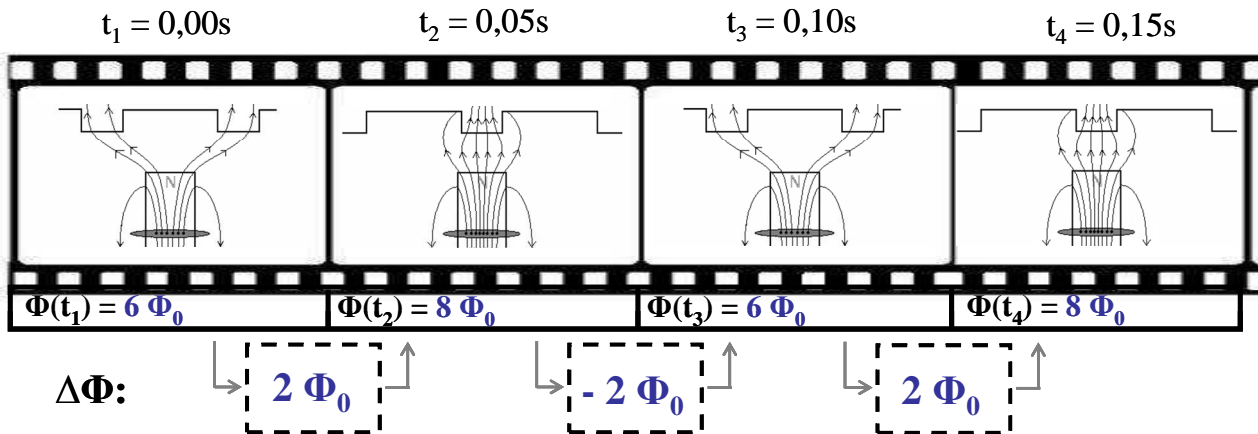 t₁ = 0,00s t₂ = 0,05s t₃ = 0,10s t₄ = 0,15s
N N N N
Φ(t₁) = 6 Φ₀ Φ(t₂) = 8 Φ₀ Φ(t₃) = 6 Φ₀ Φ(t₄) = 8 Φ₀
ΔΦ: 2 Φ₀ - 2 Φ₀ 2 Φ₀